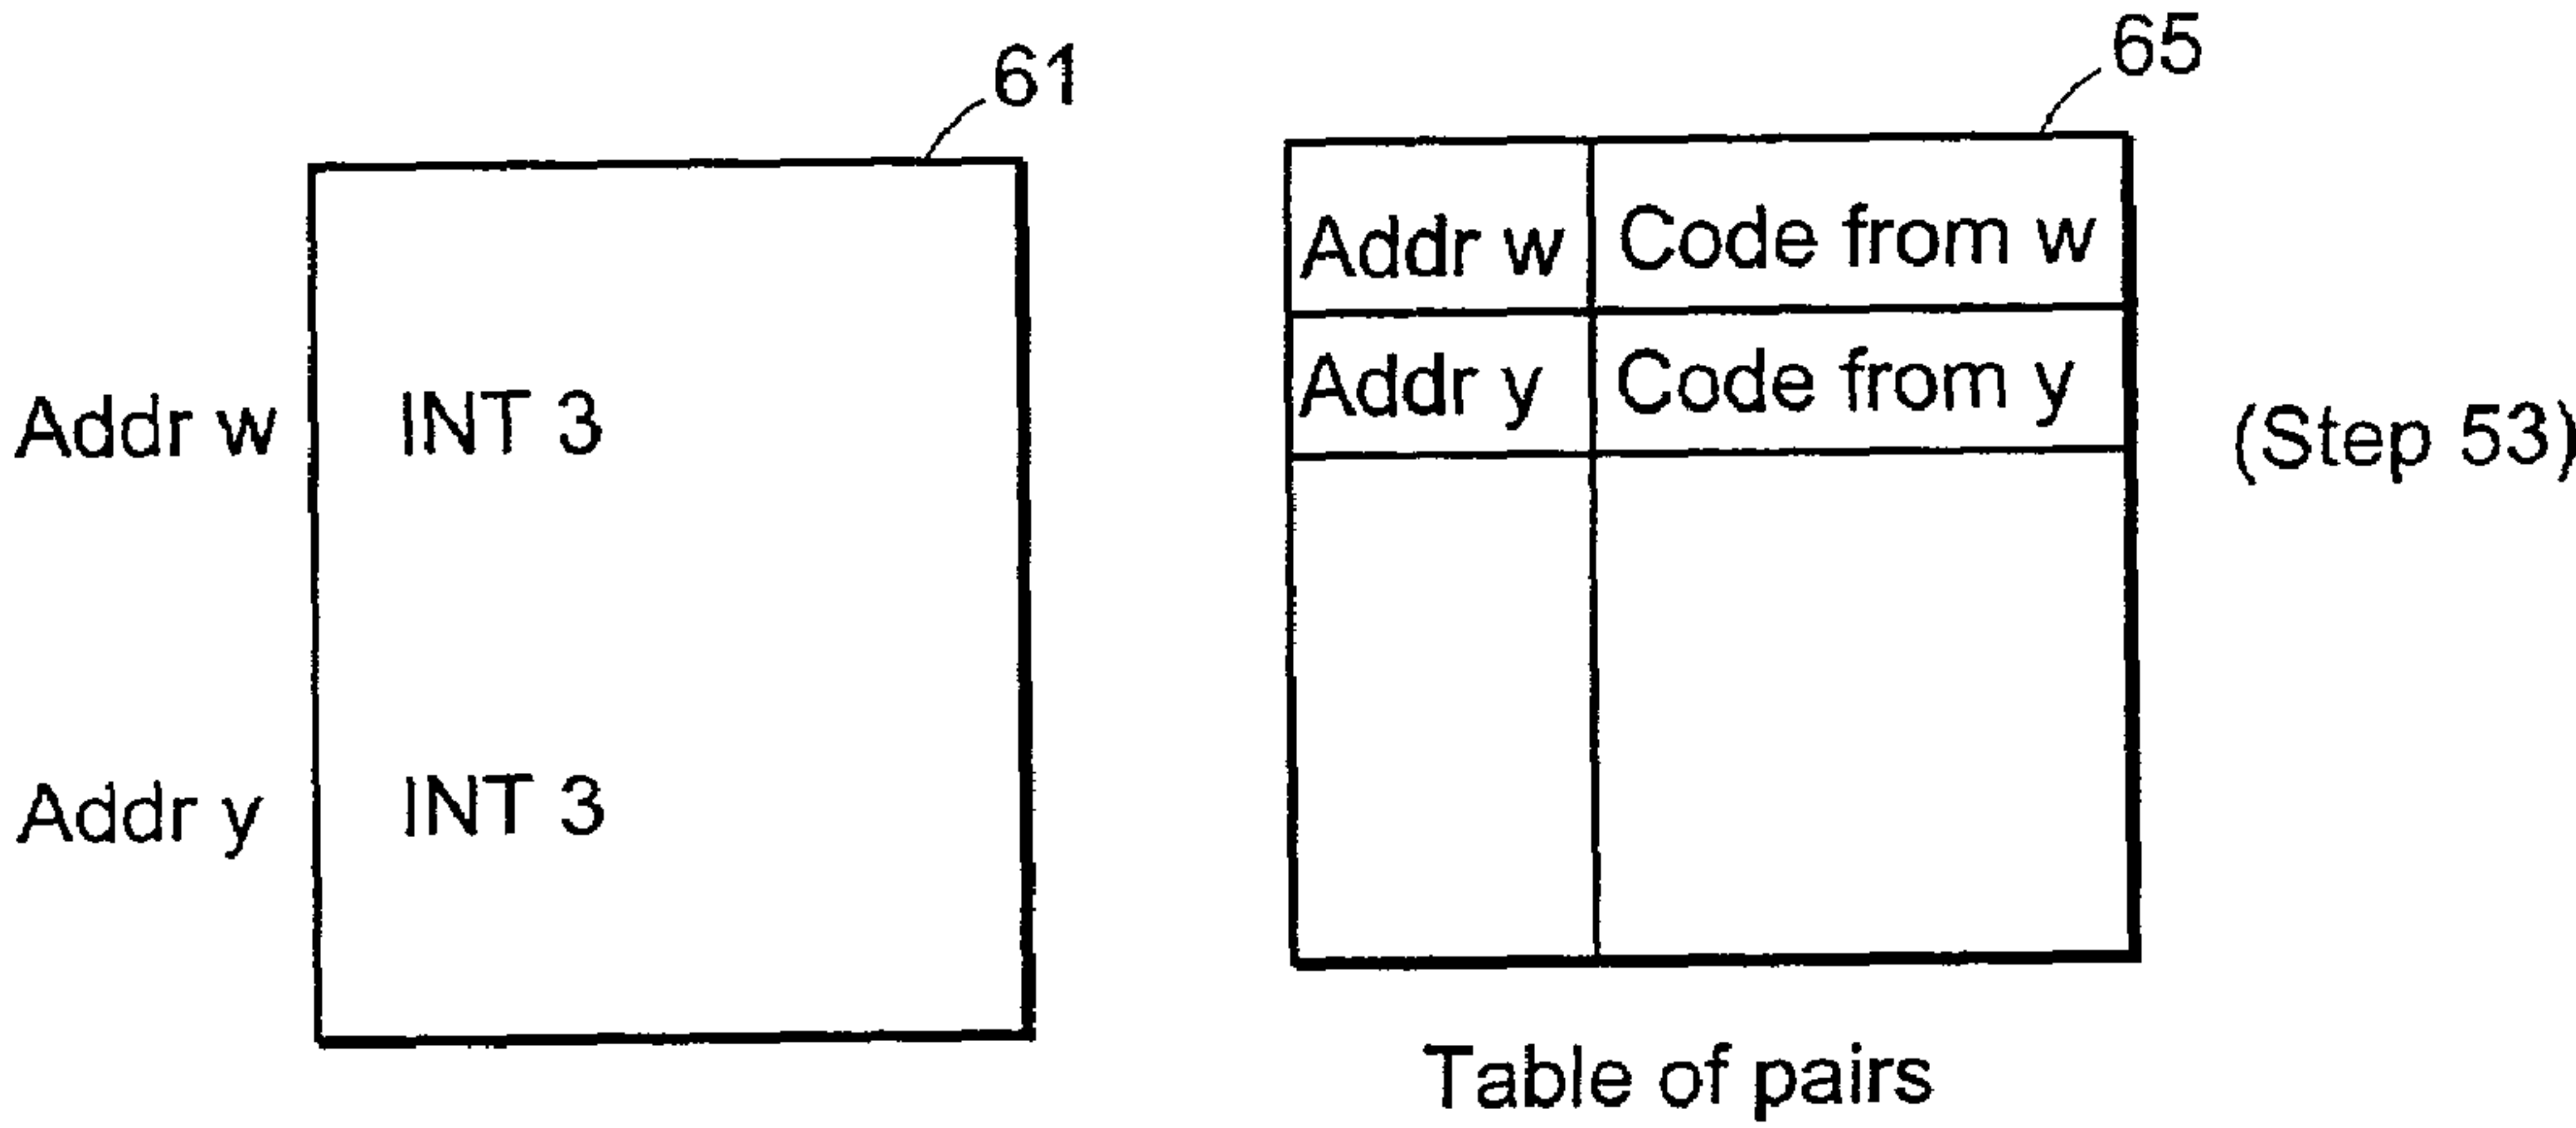 61
65
Addr w INT 3
Addr y INT 3
Addr w Code from w
Addr y Code from y
(Step 53)
Table of pairs